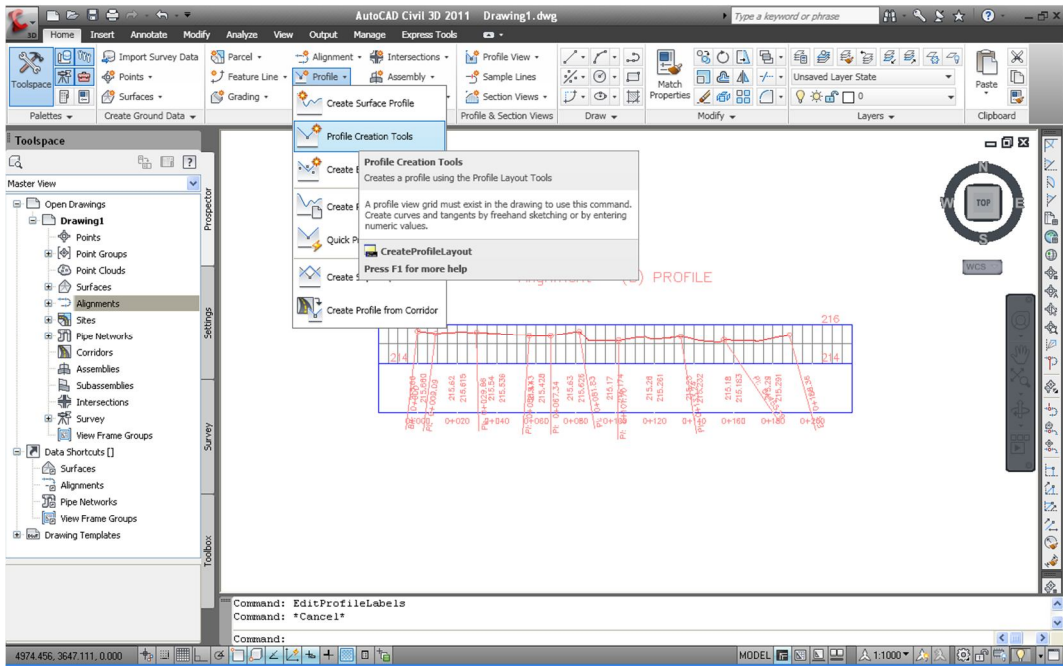 AutoCAD Civil 3D 2011 Drawing1.dwg
Type a keyword or phrase
3D
Home Insert Annotate Modify Analyze View Output Manage Express Tools
Toolspace
Import Survey Data
Points
Surfaces
Palettes
Create Ground Data
Parcel
Feature Line
Grading
Alignment
Profile
Intersections
Assembly
Profile View
Sample Lines
Section Views
Profile & Section Views
Draw
Match Properties
Modify
Unsaved Layer State
0
Layers
Paste
Clipboard
Create Surface Profile
Profile Creation Tools
Create
Create
Quick
Create
Create Profile from Corridor
Profile Creation Tools
Creates a profile using the Profile Layout Tools
A profile view grid must exist in the drawing to use this command.
Create curves and tangents by freehand sketching or by entering
numeric values.
CreateProfileLayout
Press F1 for more help
Toolspace
Master View
Open Drawings
Drawing1
Points
Point Groups
Point Clouds
Surfaces
Alignments
Sites
Pipe Networks
Corridors
Assemblies
Subassemblies
Intersections
Survey
View Frame Groups
Data Shortcuts []
Surfaces
Alignments
Pipe Networks
View Frame Groups
Drawing Templates
Prospector
Settings
Survey
Toolbox
N
W TOP E
S
WCS
PROFILE
216
214 214
0+020 0+040 0+060 0+080 0+120 0+160
Command: EditProfileLabels
Command: *Cancel*
Command:
4974.456, 3647.111, 0.000
MODEL
1:1000